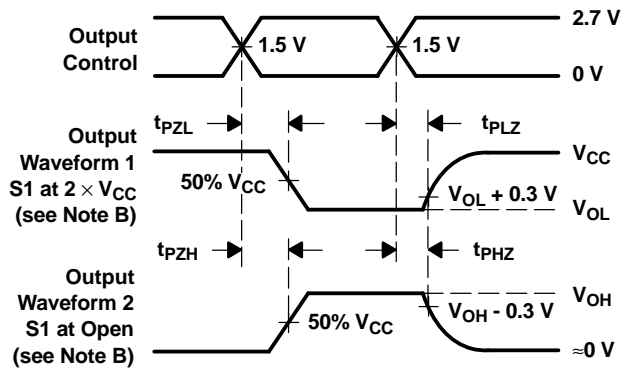 2.7 V
Output
Control
1.5 V
1.5 V
0 V
tPZL
tPLZ
Output
Waveform 1
S1 at 2 × VCC
(see Note B)
VCC
50% VCC
VOL + 0.3 V
VOL
tPZH
tPHZ
Output
Waveform 2
S1 at Open
(see Note B)
VOH
VOH - 0.3 V
50% VCC
≈0 V